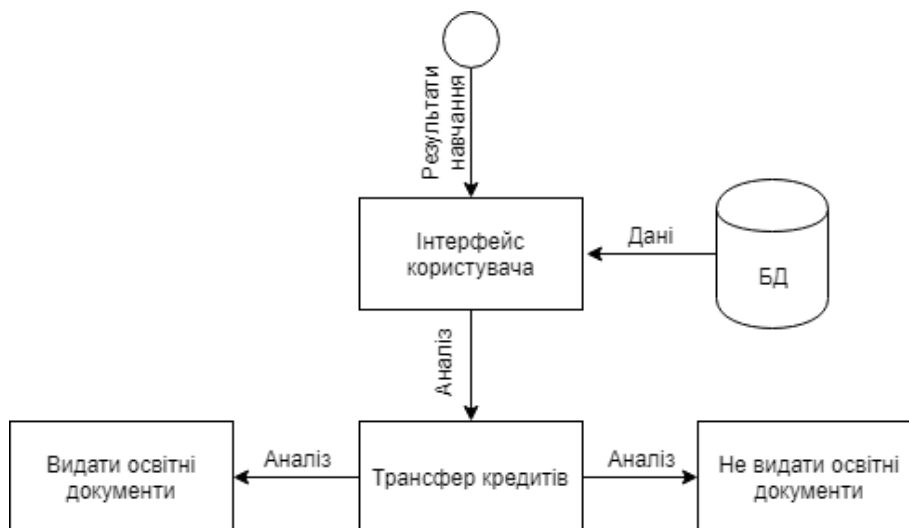 Результати
навчання
Інтерфейс
користувача
Дані
БД
Аналіз
Видати освітні
документи
Аналіз
Трансфер кредитів
Аналіз
Не видати освітні
документи